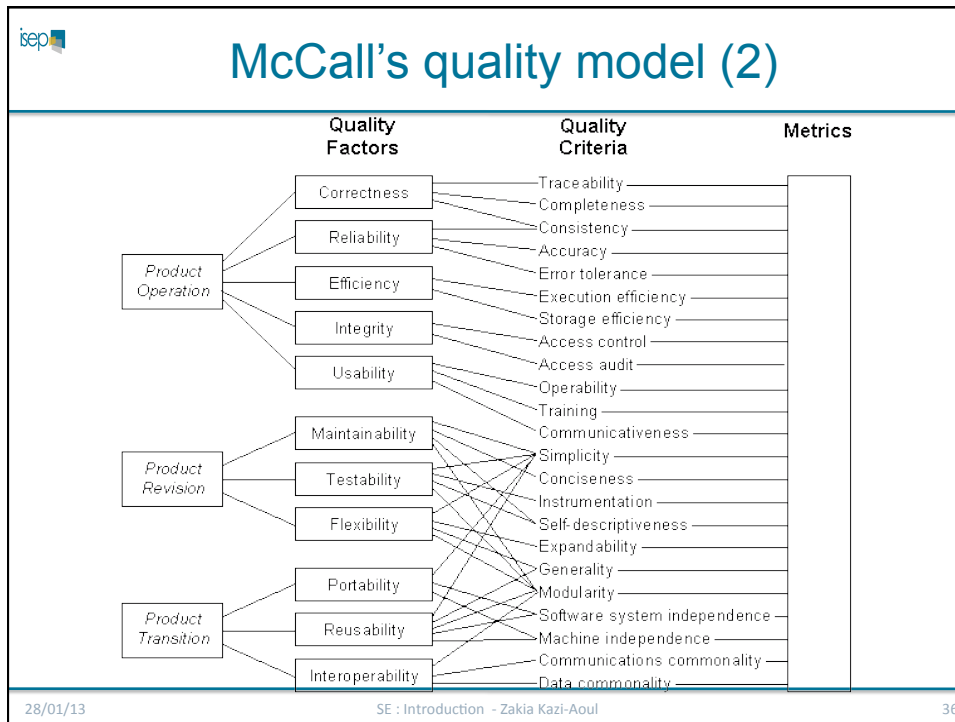 isep
McCall's quality model (2)
Quality
Factors
Quality
Criteria
Metrics
Product
Operation
Product
Revision
Product
Transition
Correctness
Reliability
Efficiency
Integrity
Usability
Maintainability
Testability
Flexibility
Portability
Reusability
Interoperability
Traceability
Completeness
Consistency
Accuracy
Error tolerance
Execution efficiency
Storage efficiency
Access control
Access audit
Operability
Training
Communicativeness
Simplicity
Conciseness
Instrumentation
Self-descriptiveness
Expandability
Generality
Modularity
Software system independence
Machine independence
Communications commonality
Data commonality
28/01/13
SE : Introduction - Zakia Kazi-Aoul
36